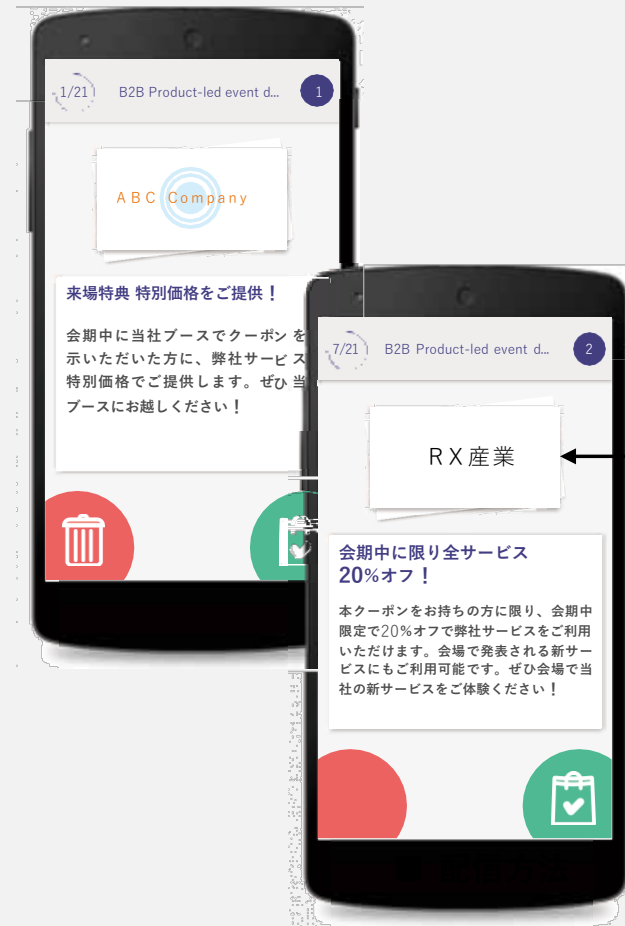 1/21
B2B Product-led event d...
1
ABC Company
来場特典 特別価格をご提供！
会期中に当社ブースでクーポンを
示いただいた方に、弊社サービス
特別価格でご提供します。ぜひ当
ブースにお越しください！
7/21
B2B Product-led event d...
2
RX産業
会期中に限り全サービス
20%オフ！
本クーポンをお持ちの方に限り、会期中
限定で20%オフで弊社サービスをご利用
いただけます。会場で発表される新サー
ビスにもご利用可能です。ぜひ会場で当
社の新サービスをご体験ください！